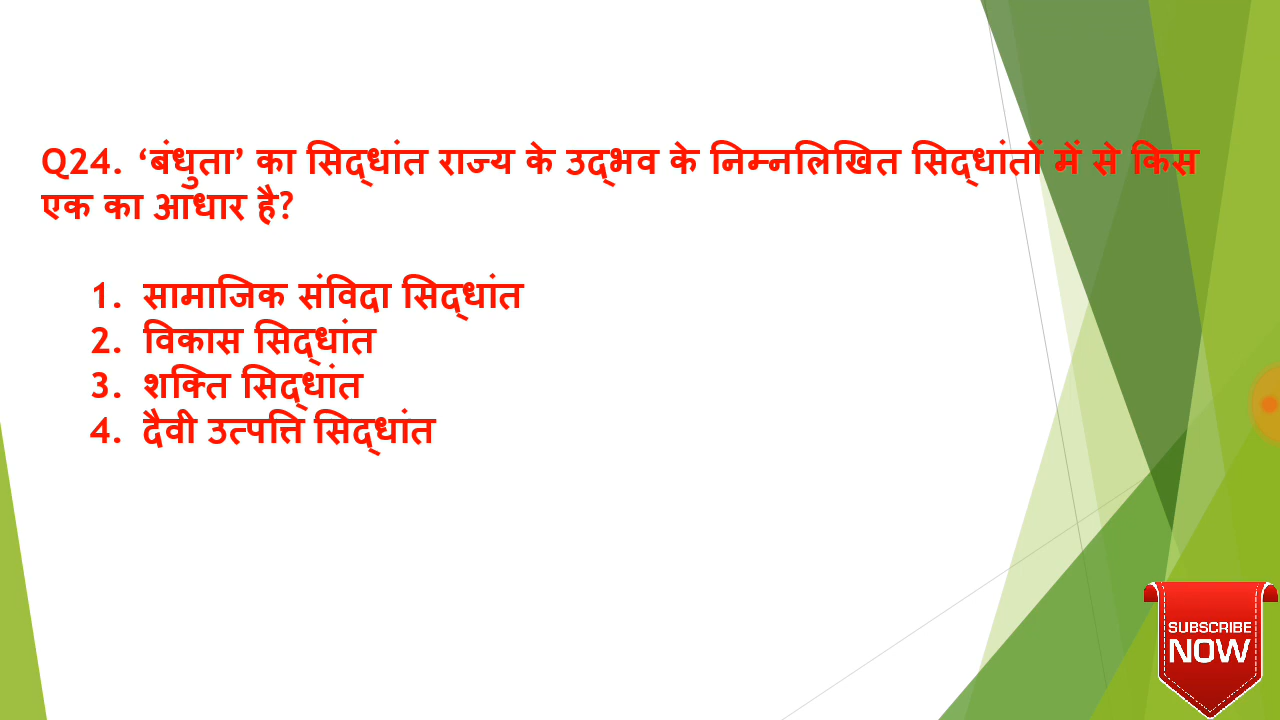 Q24. ‘बंधुता’ का सिद्धांत राज्य के उद्भव के निम्नलिखित सिद्धांतों में से किस
एक का आधार है?
1. सामाजिक संविदा सिद्धांत
2. विकास सिद्धांत
3. शक्ति सिद्धांत
4. दैवी उत्पत्ति सिद्धांत
SUBSCRIBE
NOW